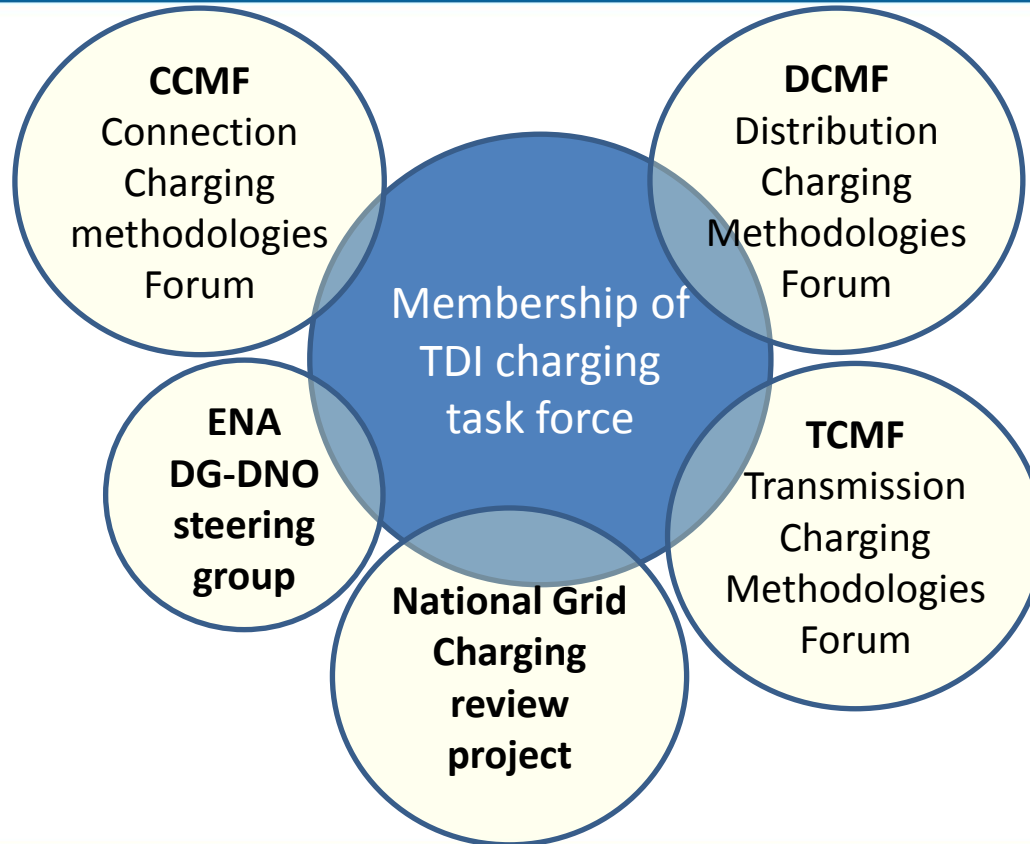 CCMF
Connection
Charging
methodologies
Forum
DCMF
Distribution
Charging
Methodologies
Forum
Membership of
TDI charging
task force
ENA
DG-DNO
steering
group
TCMF
Transmission
Charging
Methodologies
Forum
National Grid
Charging
review
project